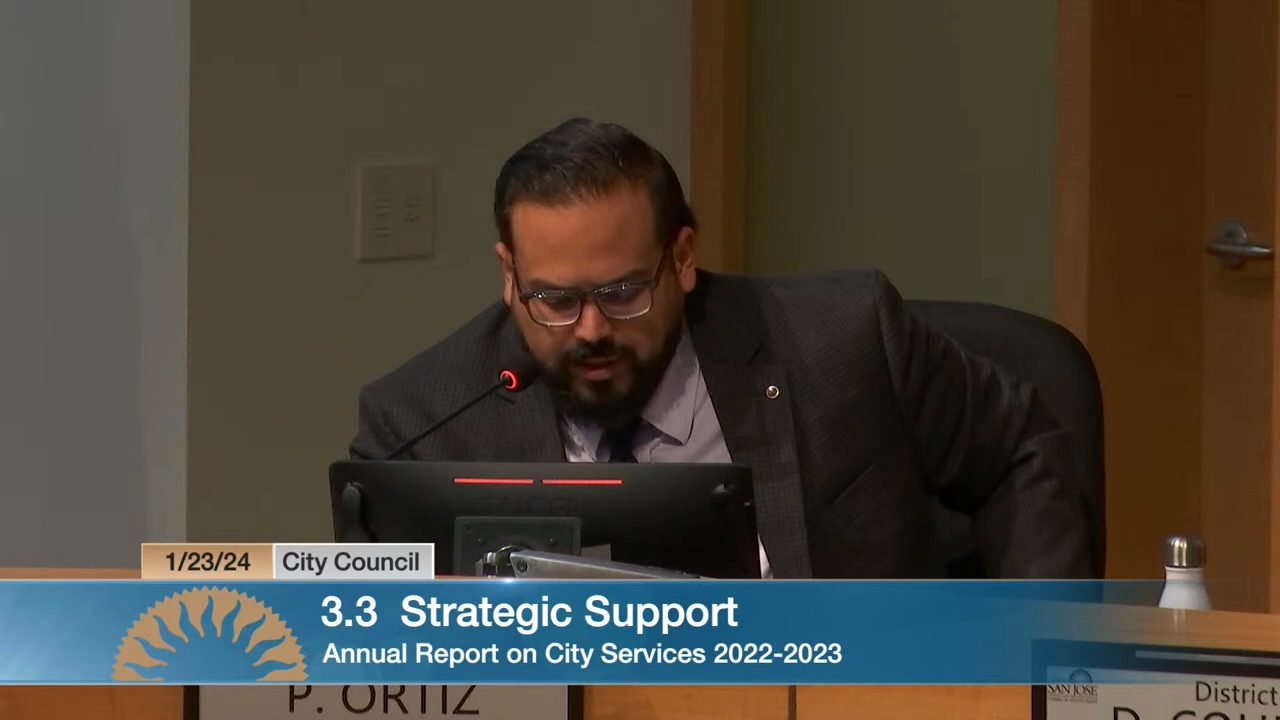 1/23/24 City Council
3.3 Strategic Support
Annual Report on City Services 2022-2023
P. ORTIZ
SAN JOSE
District